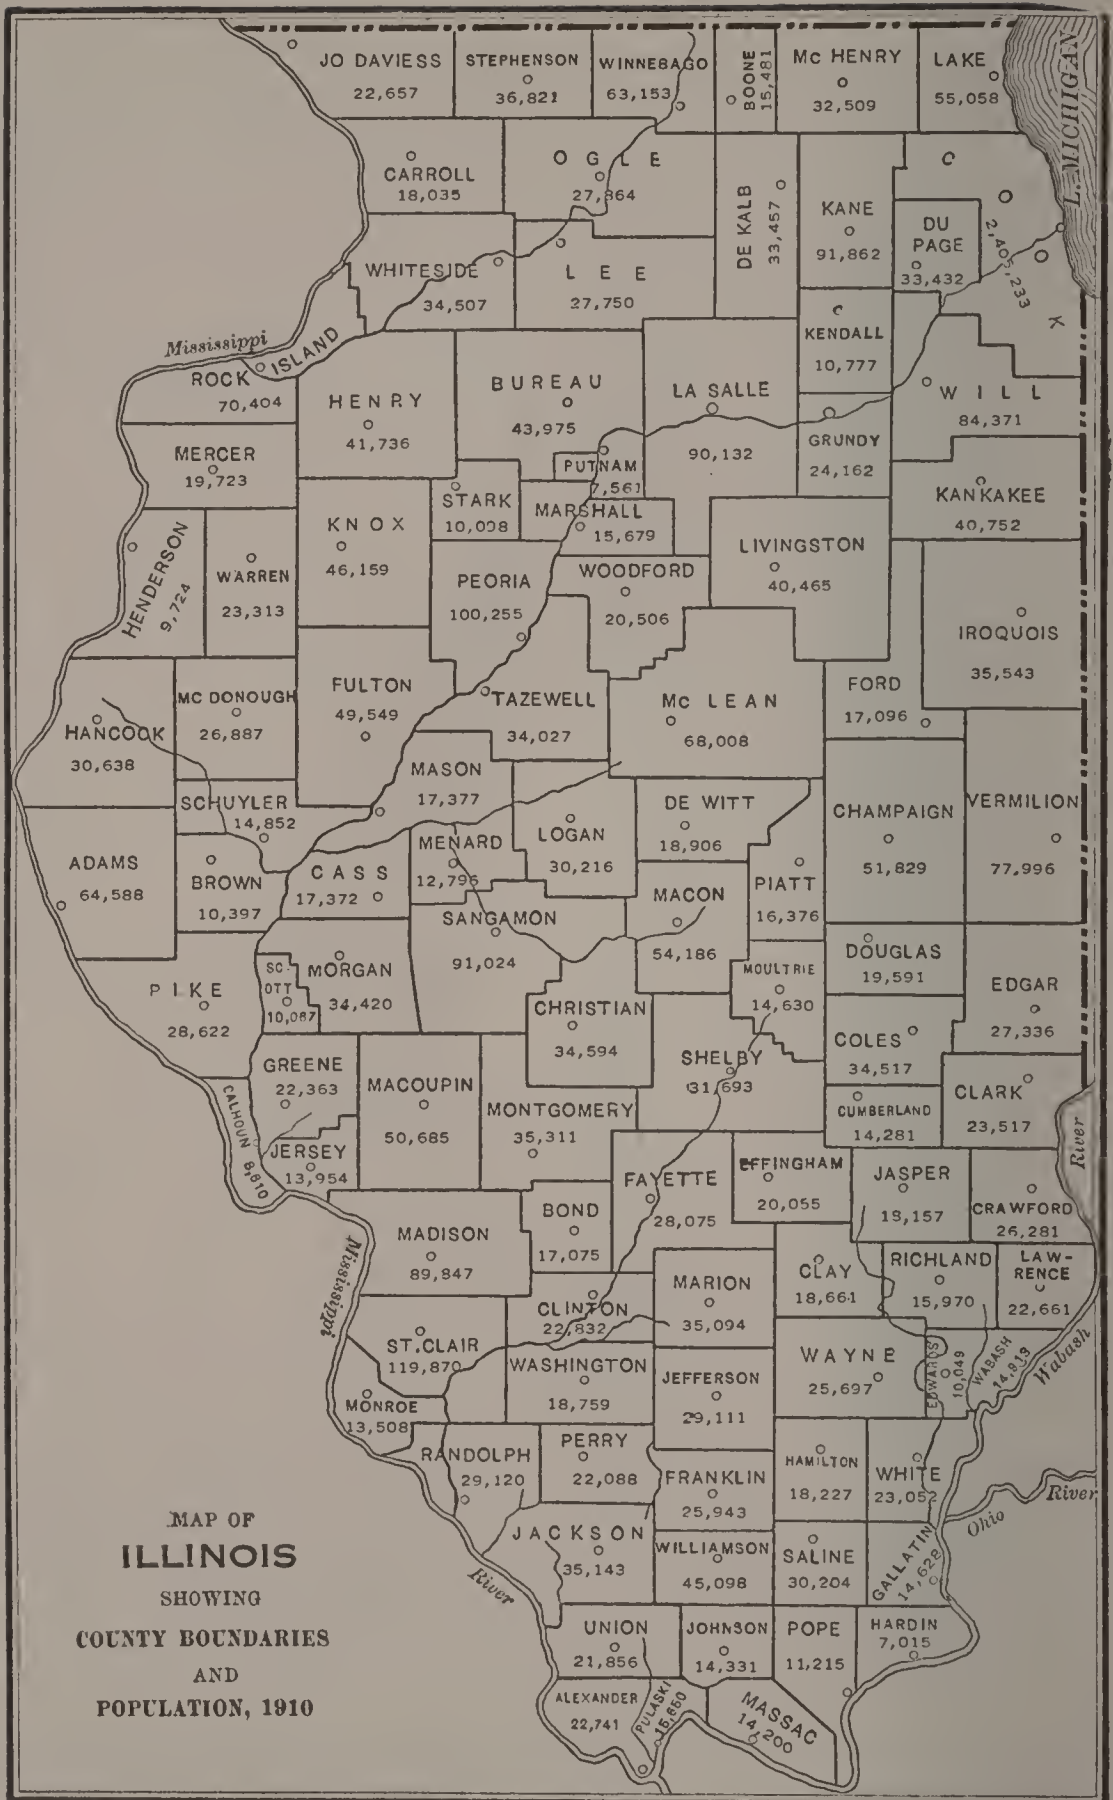 JO DAVIESS
22,657
STEPHENSON
36,821
WINNEBAGO
63,153
BOONE
15,481
Mc HENRY
32,509
LAKE
55,058
L. MICHIGAN
CARROLL
18,035
OGLE
27,864
DE KALB
33,457
KANE
91,862
COOK
DU
PAGE
33,432
WHITESIDE
34,507
LEE
27,750
KENDALL
10,777
Mississippi
ROCK ISLAND
70,404
HENRY
41,736
BUREAU
43,975
LA SALLE
90,132
GRUNDY
24,162
WILL
84,371
MERCER
19,723
PUTNAM
7,561
KANKAKEE
40,752
STARK
10,098
MARSHALL
15,679
KNOX
46,159
LIVINGSTON
40,465
HENDERSON
9,724
WARREN
23,313
PEORIA
100,255
WOODFORD
20,506
IROQUOIS
35,543
HANCOCK
30,638
MC DONOUGH
26,887
FULTON
49,549
TAZEWELL
34,027
Mc LEAN
68,008
FORD
17,096
MASON
17,377
SCHUYLER
14,852
DE WITT
18,906
CHAMPAIGN
51,829
VERMILION
77,996
ADAMS
64,588
BROWN
10,397
CASS
17,372
MENARD
12,796
LOGAN
30,216
MACON
54,186
PIATT
16,376
SANGAMON
91,024
PIKE
28,622
SC-
OTT
10,067
MORGAN
34,420
CHRISTIAN
34,594
MOULTRIE
14,630
DOUGLAS
19,591
EDGAR
27,336
COLES
34,517
SHELBY
31,693
GREENE
22,363
MACOUPIN
50,685
MONTGOMERY
35,311
CUMBERLAND
14,281
CLARK
23,517
CALHOUN 8,610
JERSEY
13,954
FAYETTE
28,075
EFFINGHAM
20,055
JASPER
18,157
CRAWFORD
26,281
River
MADISON
89,847
BOND
17,075
Mississippi
CLINTON
22,832
MARION
35,094
CLAY
18,661
RICHLAND
15,970
LAW-
RENCE
22,661
ST. CLAIR
119,870
WASHINGTON
18,759
JEFFERSON
29,111
WAYNE
25,697
EDWARDS
10,049
WABASH
14,913
Wabash
MONROE
13,508
RANDOLPH
29,120
PERRY
22,088
FRANKLIN
25,943
HAMILTON
18,227
WHITE
23,052
River
Ohio
JACKSON
35,143
WILLIAMSON
45,098
SALINE
30,204
GALLATIN
14,628
River
UNION
21,856
JOHNSON
14,331
POPE
11,215
HARDIN
7,015
ALEXANDER
22,741
PULASKI
15,650
MASSAC
14,200
MAP OF
ILLINOIS
SHOWING
COUNTY BOUNDARIES
AND
POPULATION, 1910